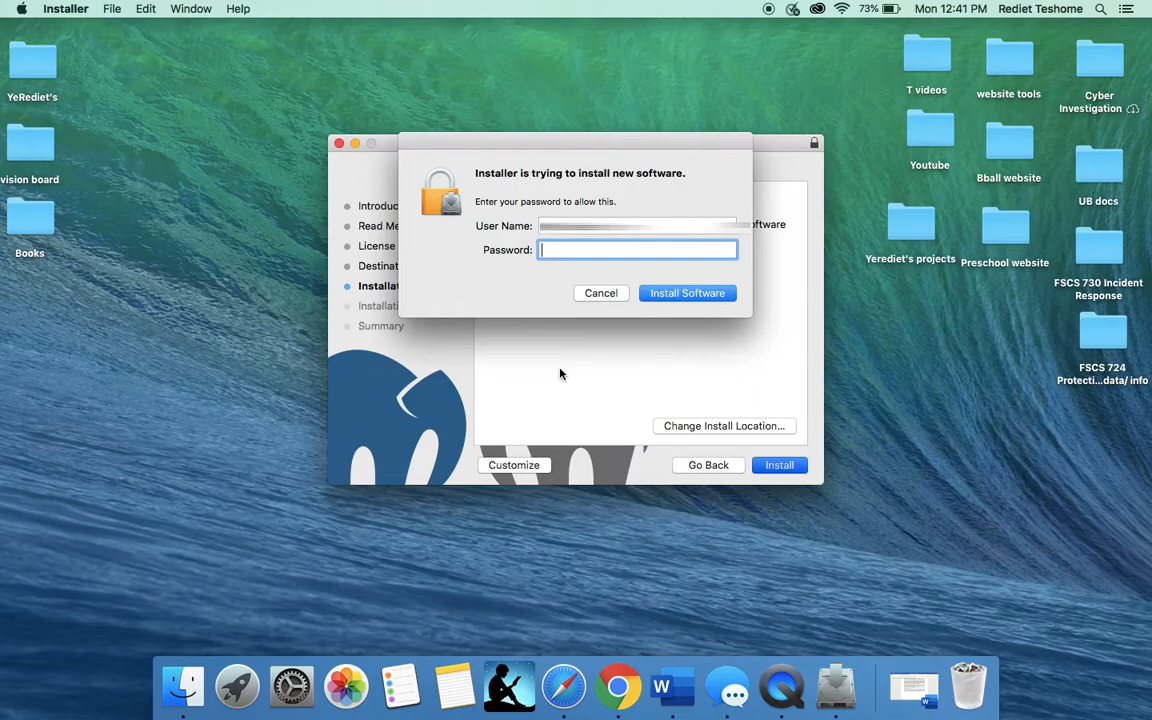 Installer File Edit Window Help
73% Mon 12:41 PM Rediet Teshome
YeRediet's
vision board
Books
T videos
website tools
Cyber
Investigation
Youtube
Bball website
UB docs
Yerediet's projects
Preschool website
FSCS 730 Incident
Response
FSCS 724
Protecti...data/ info
Installer is trying to install new software.
Enter your password to allow this.
User Name:
Password:
Cancel
Install Software
Introduc
Read Me
License
Destinat
Installat
Installati
Summary
ftware
Change Install Location...
Customize
Go Back
Install
W